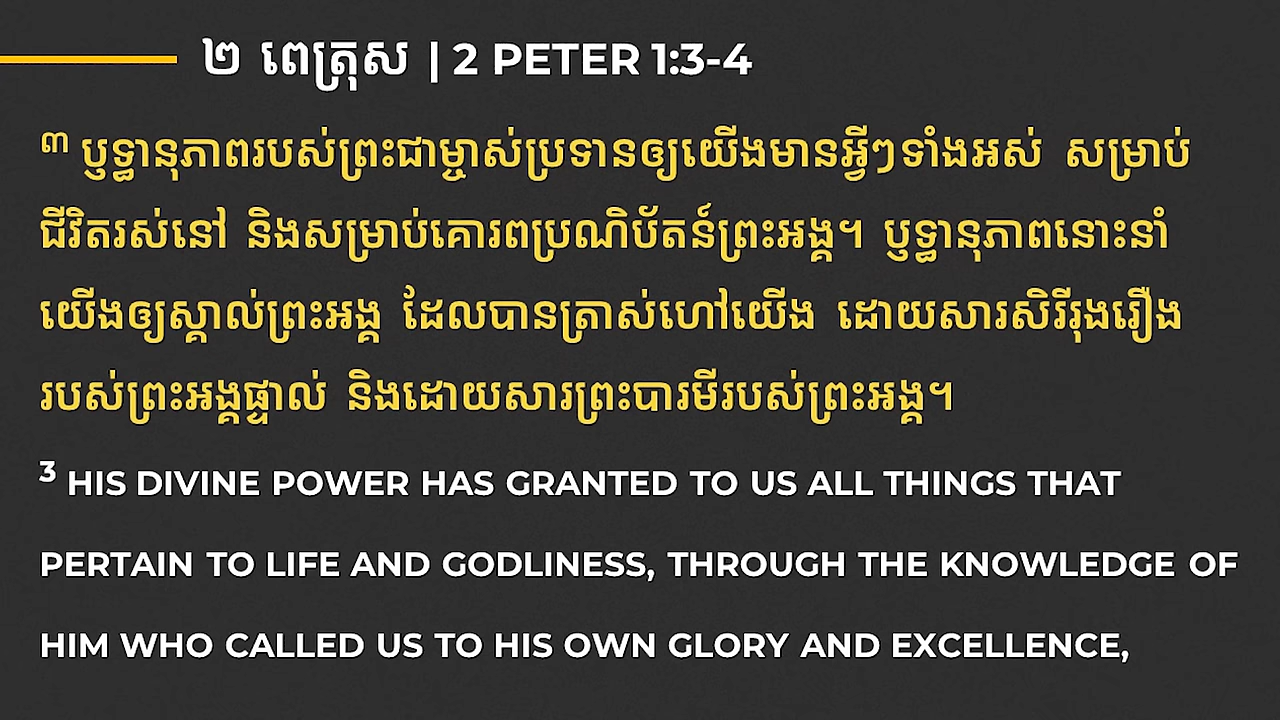 ២ ពេត្រុស | 2 PETER 1:3-4
៣ ឫទ្ធានុភាពរបស់ព្រះជាម្ចាស់ប្រទានឲ្យយើងមានអ្វីៗទាំងអស់ សម្រាប់
ជីវិតរស់នៅ និងសម្រាប់គោរពប្រណិប័តន៍ព្រះអង្គ។ ឫទ្ធានុភាពនោះនាំ
យើងឲ្យស្គាល់ព្រះអង្គ ដែលបានត្រាស់ហៅយើង ដោយសារសិរីរុងរឿង
របស់ព្រះអង្គផ្ទាល់ និងដោយសារព្រះបារមីរបស់ព្រះអង្គ។
3 HIS DIVINE POWER HAS GRANTED TO US ALL THINGS THAT
PERTAIN TO LIFE AND GODLINESS, THROUGH THE KNOWLEDGE OF
HIM WHO CALLED US TO HIS OWN GLORY AND EXCELLENCE,